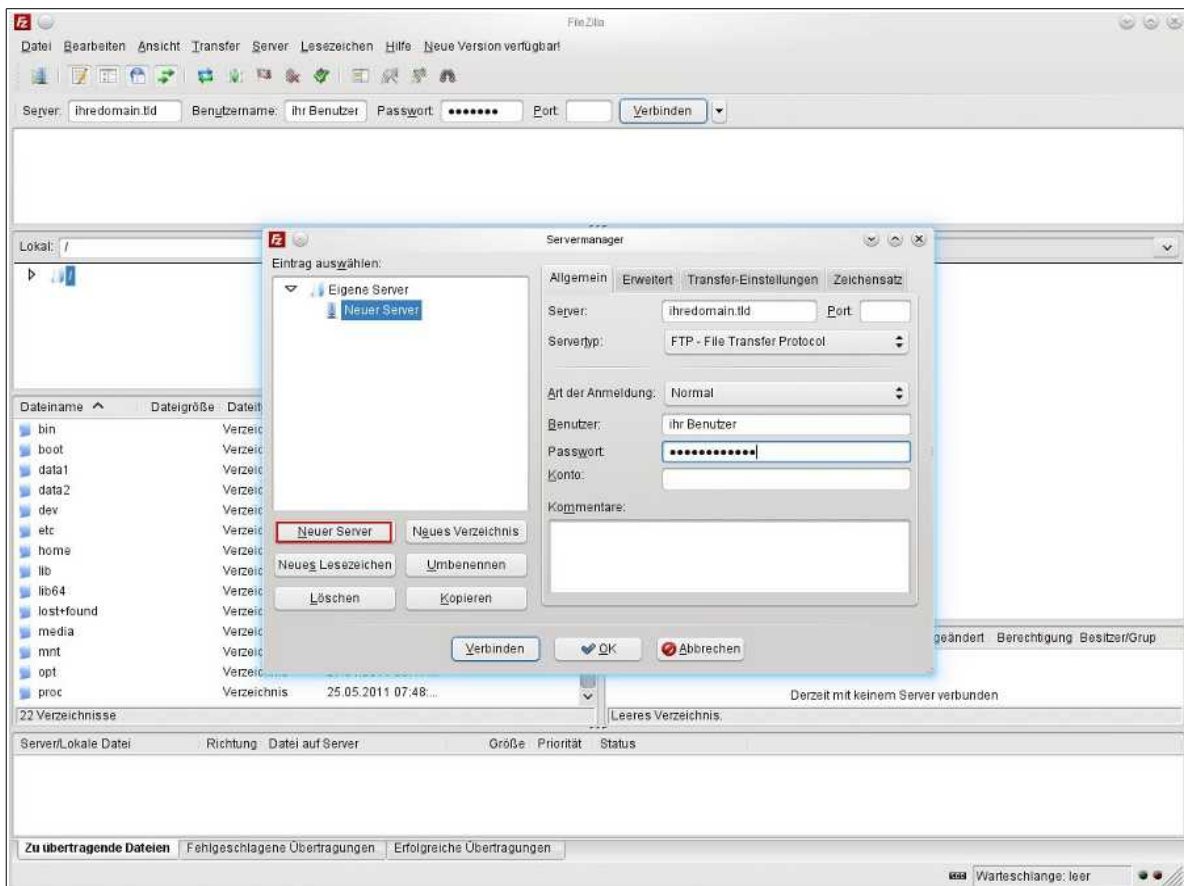 FileZilla
Datei Bearbeiten Ansicht Transfer Server Lesezeichen Hilfe Neue Version verfügbar!
Server: ihredomain.tld Benutzername: ihr Benutzer Passwort: ●●●●●●● Port: Verbinden
Lokal: /
/
Dateiname Dateigröße Dateit
bin Verzeic
boot Verzeic
data1 Verzeic
data2 Verzeic
dev Verzeic
etc Verzeic
home Verzeic
lib Verzeic
lib64 Verzeic
lost+found Verzeic
media Verzeic
mnt Verzeic
opt Verzeichnis
proc Verzeichnis 25.05.2011 07:48:...
22 Verzeichnisse
Servermanager
Eintrag auswählen:
Eigene Server
Neuer Server
Neuer Server Neues Verzeichnis
Neues Lesezeichen Umbenennen
Löschen Kopieren
Allgemein Erweitert Transfer-Einstellungen Zeichensatz
Server: ihredomain.tld Port:
Servertyp: FTP - File Transfer Protocol
Art der Anmeldung: Normal
Benutzer: ihr Benutzer
Passwort: ●●●●●●●●●●●●
Konto:
Kommentare:
Verbinden OK Abbrechen
geändert Berechtigung Besitzer/Grup
Derzeit mit keinem Server verbunden
Leeres Verzeichnis.
Server/Lokale Datei Richtung Datei auf Server Größe Priorität Status
Zu übertragende Dateien Fehlgeschlagene Übertragungen Erfolgreiche Übertragungen
Warteschlange: leer